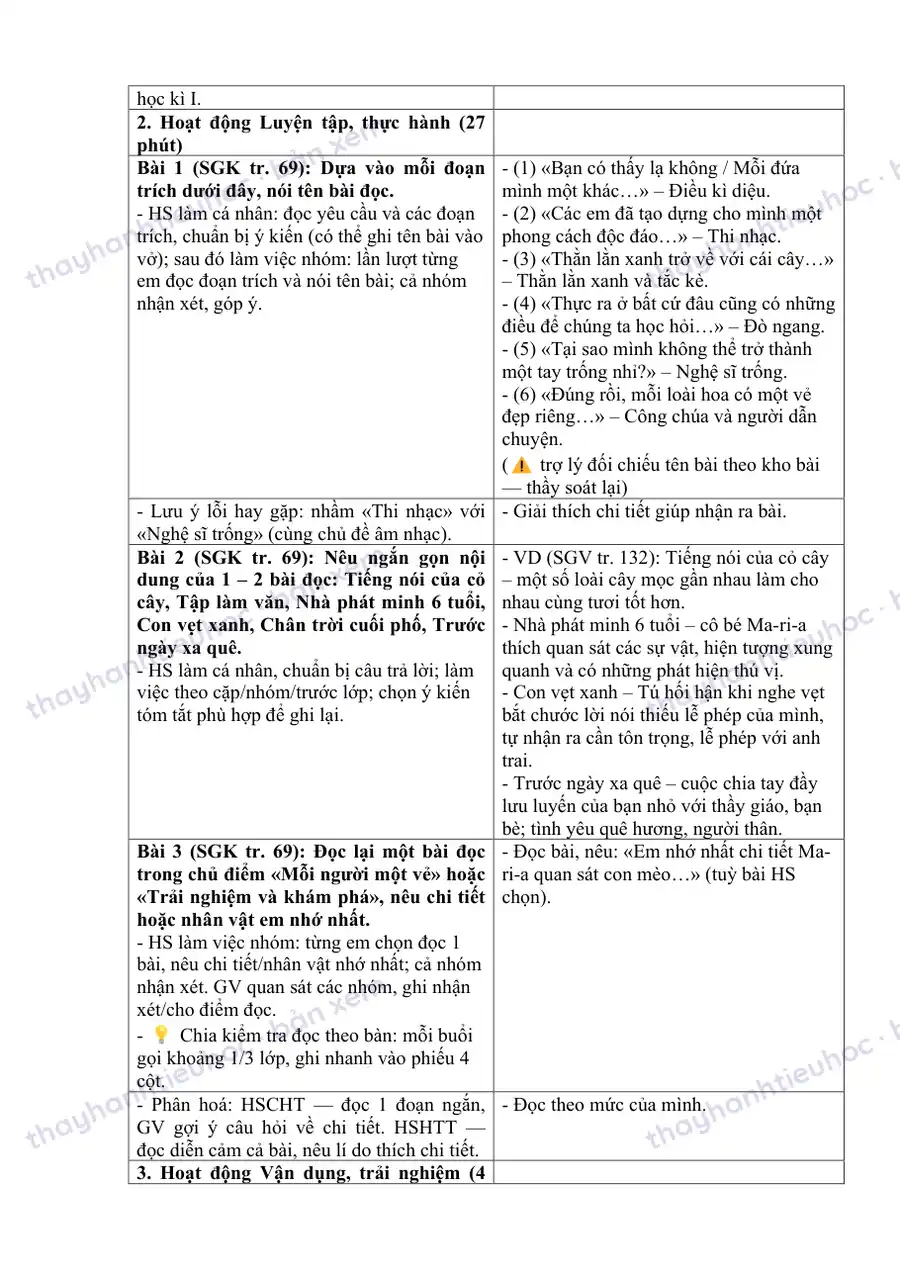 học kì I.
2. Hoạt động Luyện tập, thực hành (27
phút)
Bài 1 (SGK tr. 69): Dựa vào mỗi đoạn
trích dưới đây, nói tên bài đọc.
- HS làm cá nhân: đọc yêu cầu và các đoạn
trích, chuẩn bị ý kiến (có thể ghi tên bài vào
vở); sau đó làm việc nhóm: lần lượt từng
em đọc đoạn trích và nói tên bài; cả nhóm
nhận xét, góp ý.
- (1) «Bạn có thấy lạ không / Mỗi đứa
mình một khác…» – Điều kì diệu.
- (2) «Các em đã tạo dựng cho mình một
phong cách độc đáo…» – Thi nhạc.
- (3) «Thằn lằn xanh trở về với cái cây…»
– Thằn lằn xanh và tắc kè.
- (4) «Thực ra ở bất cứ đâu cũng có những
điều để chúng ta học hỏi…» – Đò ngang.
- (5) «Tại sao mình không thể trở thành
một tay trống nhỉ?» – Nghệ sĩ trống.
- (6) «Đúng rồi, mỗi loài hoa có một vẻ
đẹp riêng…» – Công chúa và người dẫn
chuyện.
(⚠ trợ lý đối chiếu tên bài theo kho bài
— thầy soát lại)
- Lưu ý lỗi hay gặp: nhầm «Thi nhạc» với
«Nghệ sĩ trống» (cùng chủ đề âm nhạc).
- Giải thích chi tiết giúp nhận ra bài.
Bài 2 (SGK tr. 69): Nêu ngắn gọn nội
dung của 1 – 2 bài đọc: Tiếng nói của cỏ
cây, Tập làm văn, Nhà phát minh 6 tuổi,
Con vẹt xanh, Chân trời cuối phố, Trước
ngày xa quê.
- HS làm cá nhân, chuẩn bị câu trả lời; làm
việc theo cặp/nhóm/trước lớp; chọn ý kiến
tóm tắt phù hợp để ghi lại.
- VD (SGV tr. 132): Tiếng nói của cỏ cây
– một số loài cây mọc gần nhau làm cho
nhau cùng tươi tốt hơn.
- Nhà phát minh 6 tuổi – cô bé Ma-ri-a
thích quan sát các sự vật, hiện tượng xung
quanh và có những phát hiện thú vị.
- Con vẹt xanh – Tú hối hận khi nghe vẹt
bắt chước lời nói thiếu lễ phép của mình,
tự nhận ra cần tôn trọng, lễ phép với anh
trai.
- Trước ngày xa quê – cuộc chia tay đầy
lưu luyến của bạn nhỏ với thầy giáo, bạn
bè; tình yêu quê hương, người thân.
Bài 3 (SGK tr. 69): Đọc lại một bài đọc
trong chủ điểm «Mỗi người một vẻ» hoặc
«Trải nghiệm và khám phá», nêu chi tiết
hoặc nhân vật em nhớ nhất.
- HS làm việc nhóm: từng em chọn đọc 1
bài, nêu chi tiết/nhân vật nhớ nhất; cả nhóm
nhận xét. GV quan sát các nhóm, ghi nhận
xét/cho điểm đọc.
- 💡 Chia kiểm tra đọc theo bàn: mỗi buổi
gọi khoảng 1/3 lớp, ghi nhanh vào phiếu 4
cột.
- Đọc bài, nêu: «Em nhớ nhất chi tiết Ma-
ri-a quan sát con mèo…» (tuỳ bài HS
chọn).
- Phân hoá: HSCHT — đọc 1 đoạn ngắn,
GV gợi ý câu hỏi về chi tiết. HSHTT —
đọc diễn cảm cả bài, nêu lí do thích chi tiết.
- Đọc theo mức của mình.
3. Hoạt động Vận dụng, trải nghiệm (4
thayhanhtieuhoc · bản xem
thayhanhtieuhoc · b
thayhanhtieuhoc · bản xem
thayhanhtieuhoc · b
thayhanhtieuhoc · bản xem
thayhanhtieuhoc · b